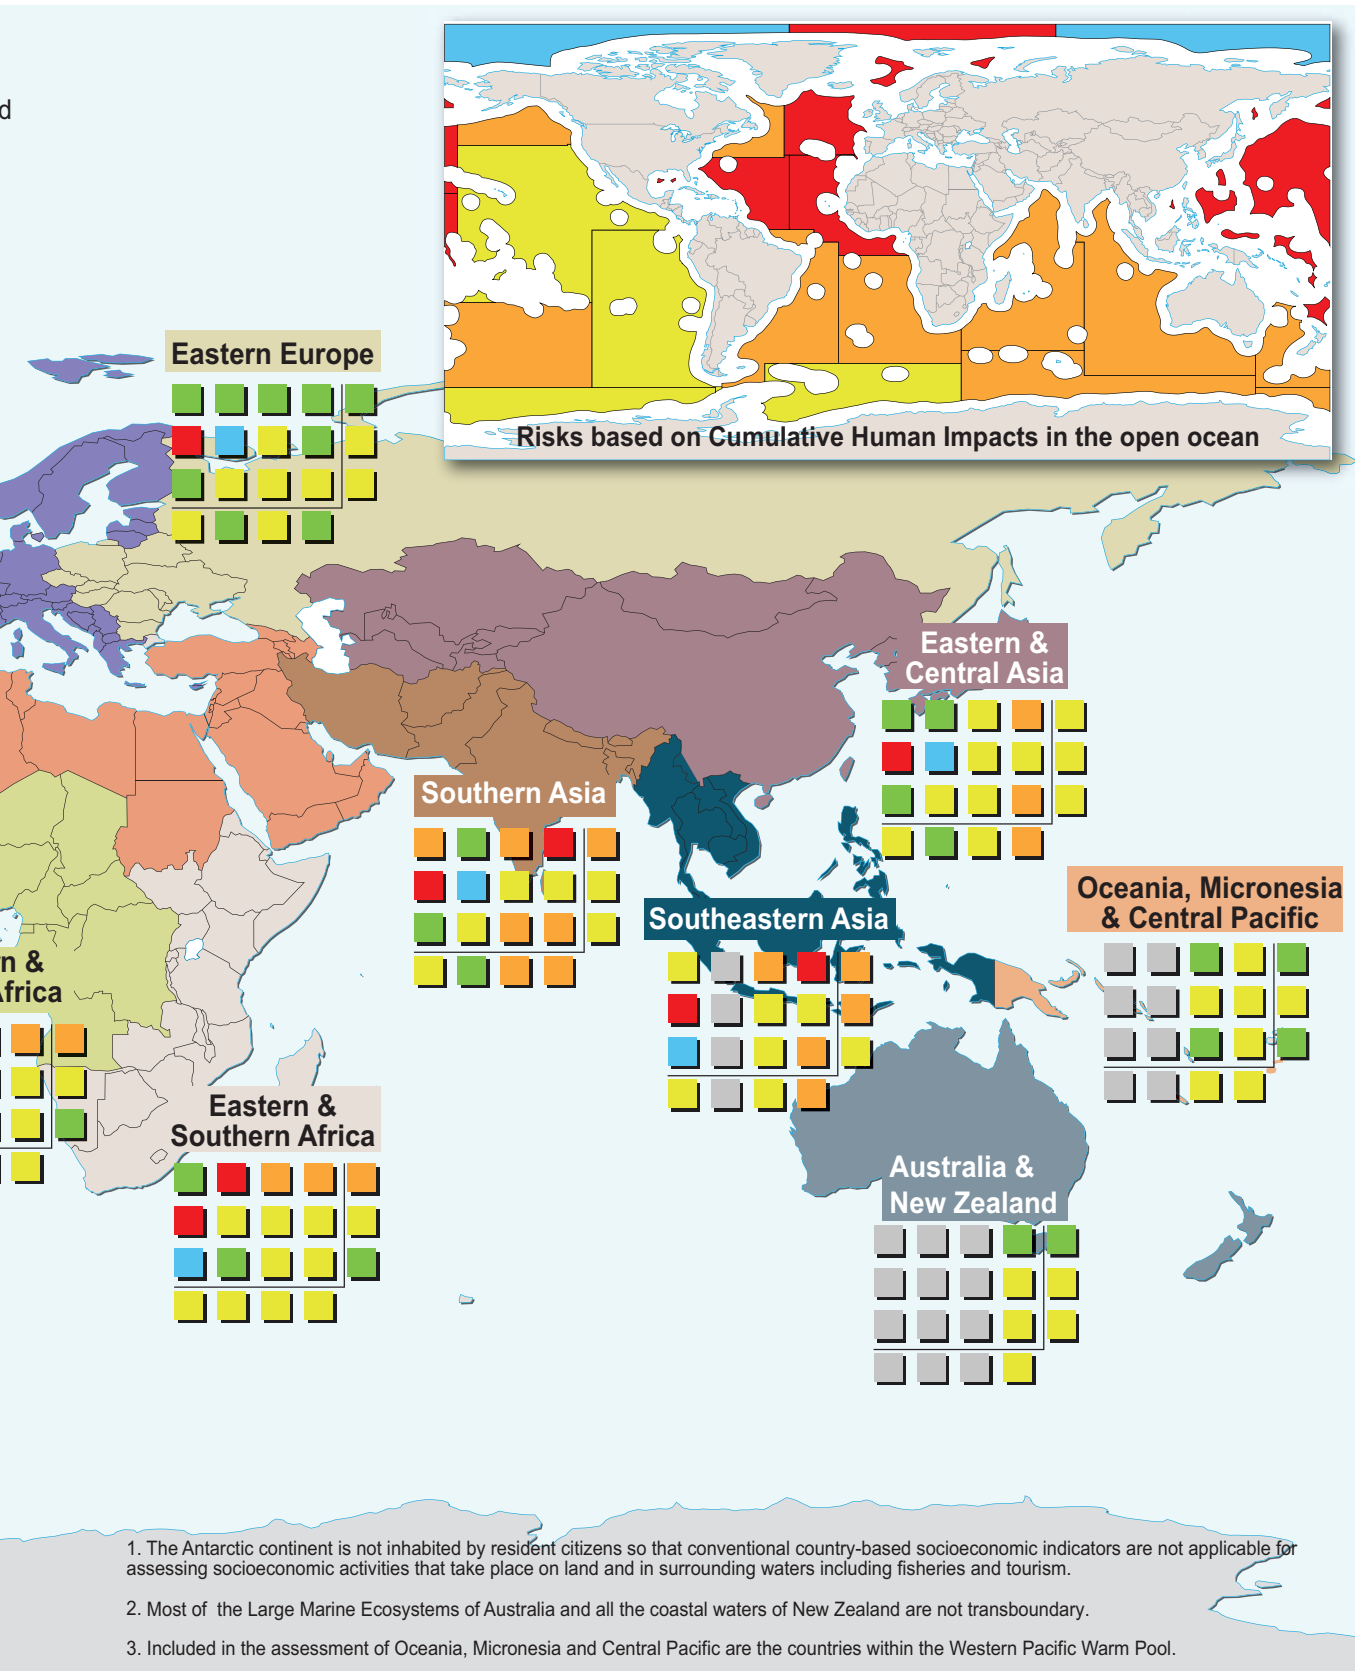 d
Risks based on Cumulative Human Impacts in the open ocean
Eastern Europe
Eastern &
Central Asia
Southern Asia
Oceania, Micronesia
& Central Pacific
Southeastern Asia
n &
frica
Eastern &
Southern Africa
Australia &
New Zealand
1. The Antarctic continent is not inhabited by resident citizens so that conventional country-based socioeconomic indicators are not applicable for
assessing socioeconomic activities that take place on land and in surrounding waters including fisheries and tourism.
2. Most of the Large Marine Ecosystems of Australia and all the coastal waters of New Zealand are not transboundary.
3. Included in the assessment of Oceania, Micronesia and Central Pacific are the countries within the Western Pacific Warm Pool.